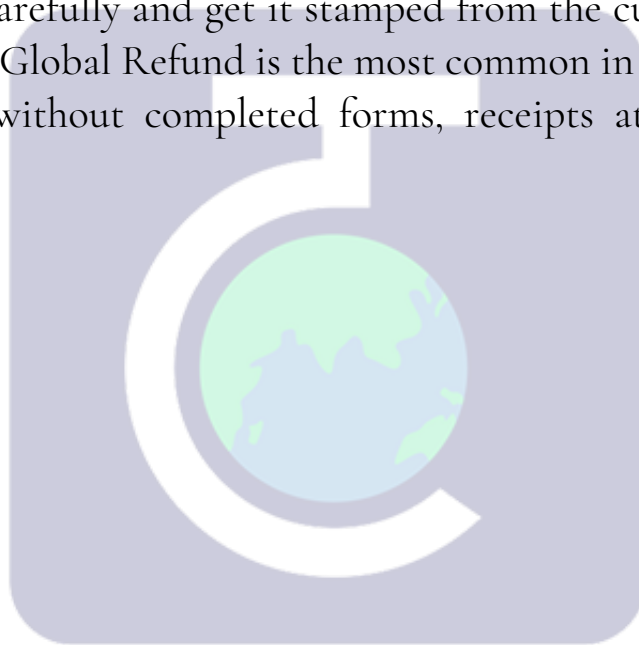 arefully and get it stamped from the cu
Global Refund is the most common in
without completed forms, receipts at